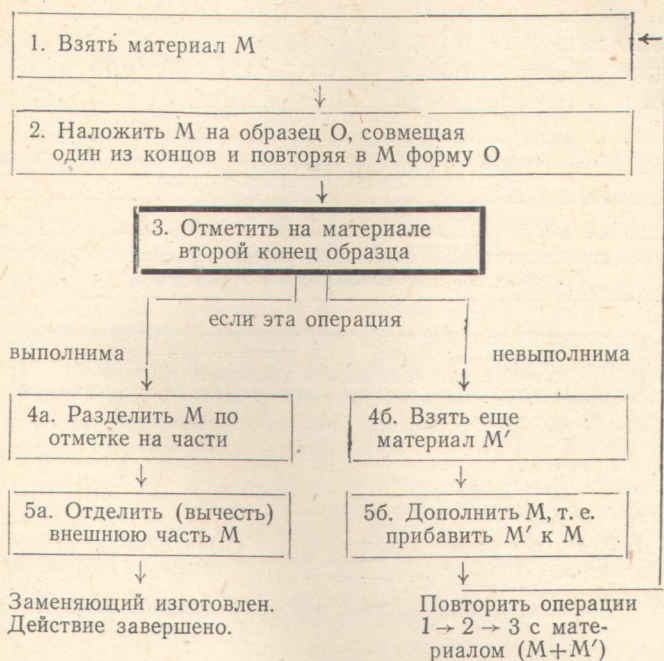 1. Взять материал М
2. Наложить М на образец О, совмещая
один из концов и повторяя в М форму О
3. Отметить на материале
второй конец образца
если эта операция
выполнима
невыполнима
4а. Разделить М по
отметке на части
4б. Взять еще
материал М′
5а. Отделить (вычесть)
внешнюю часть М
5б. Дополнить М, т. е.
прибавить М′ к М
Заменяющий изготовлен.
Действие завершено.
Повторить операции
1 → 2 → 3 с мате-
риалом (М+М′)